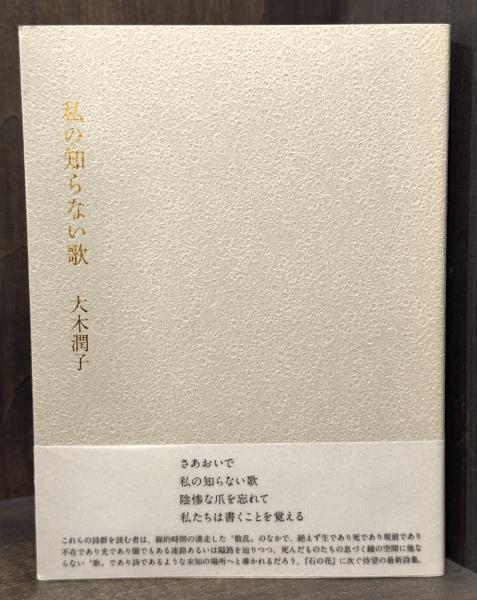 私の知らない歌
大木潤子
さあおいで
私の知らない歌
陰惨な爪を忘れて
私たちは書くことを覚える
これらの詩群を読む者は、線的時間の潰走した〝散乱〟のなかで、絶えず生であり死であり現前であり
不在であり光であり闇でもある迷路あるいは隘路を辿りつつ、死んだものたちの息づく鏡の空間に他な
らない〝歌〟であり詩であるような未知の場所へと導かれるだろう。『石の花』に次ぐ待望の最新詩集。